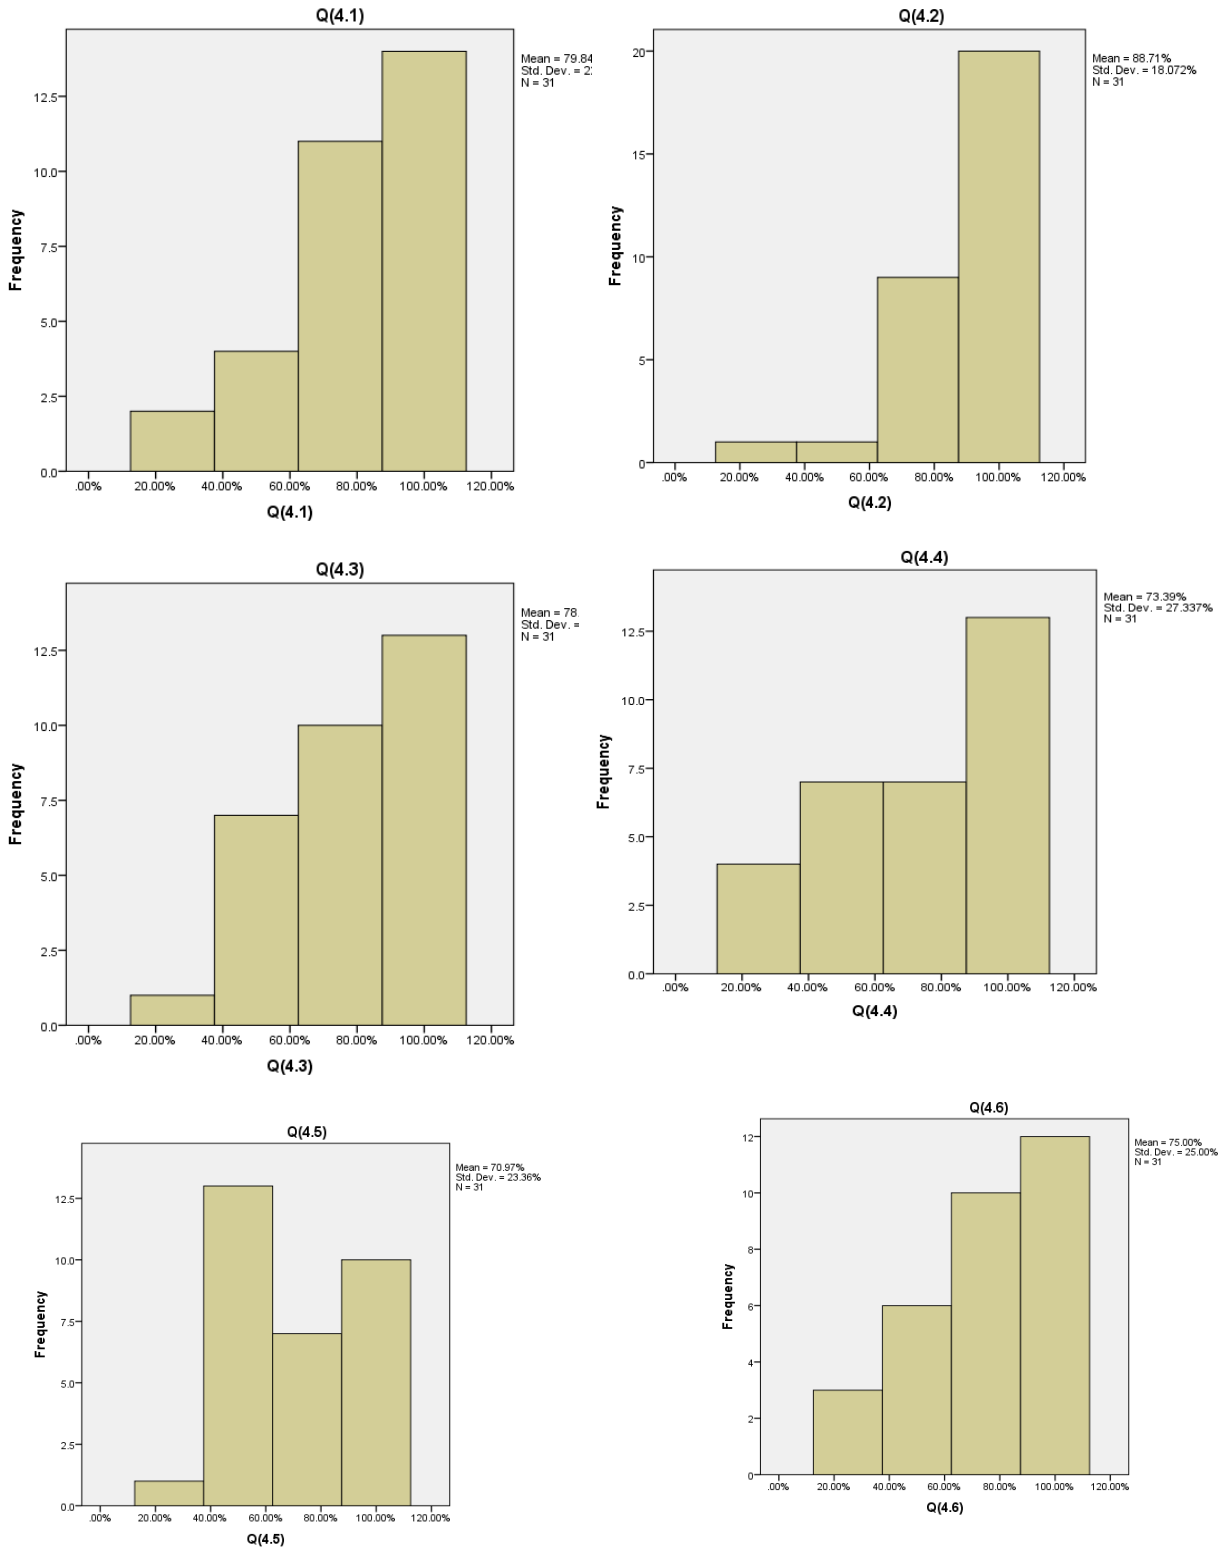 Q(4.1)
Mean = 79.84
Std. Dev. = 2
N = 31
Frequency
12.5
10.0
7.5
5.0
2.5
0.0
.00% 20.00% 40.00% 60.00% 80.00% 100.00% 120.00%
Q(4.1)
Q(4.2)
Mean = 88.71%
Std. Dev. = 18.072%
N = 31
Frequency
20
15
10
5
0
.00% 20.00% 40.00% 60.00% 80.00% 100.00% 120.00%
Q(4.2)
Q(4.3)
Mean = 78.
Std. Dev. =
N = 31
Frequency
12.5
10.0
7.5
5.0
2.5
0.0
.00% 20.00% 40.00% 60.00% 80.00% 100.00% 120.00%
Q(4.3)
Q(4.4)
Mean = 73.39%
Std. Dev. = 27.337%
N = 31
Frequency
12.5
10.0
7.5
5.0
2.5
0.0
.00% 20.00% 40.00% 60.00% 80.00% 100.00% 120.00%
Q(4.4)
Q(4.5)
Mean = 70.97%
Std. Dev. = 23.36%
N = 31
Frequency
12.5
10.0
7.5
5.0
2.5
0.0
.00% 20.00% 40.00% 60.00% 80.00% 100.00% 120.00%
Q(4.5)
Q(4.6)
Mean = 75.00%
Std. Dev. = 25.00%
N = 31
Frequency
12
10
8
6
4
2
0
.00% 20.00% 40.00% 60.00% 80.00% 100.00% 120.00%
Q(4.6)